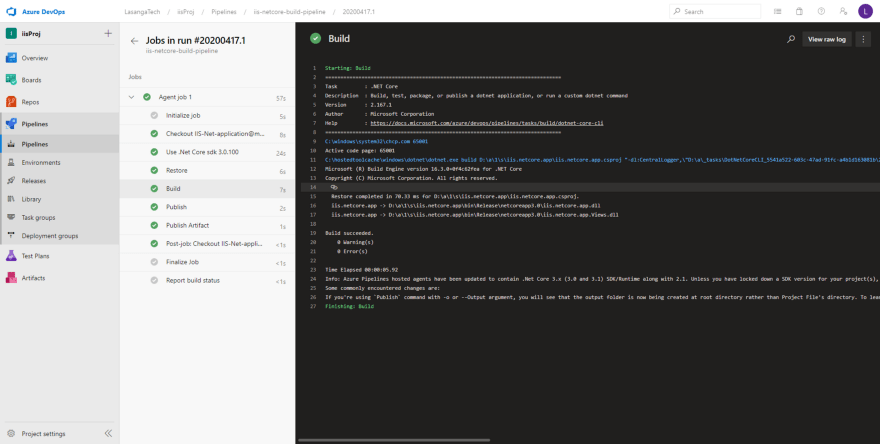 Azure DevOps
LasangaTech / iisProj / Pipelines / iis-netcore-build-pipeline / 20200417.1
Search
L
I iisProj
Overview
Boards
Repos
Pipelines
Pipelines
Environments
Releases
Library
Task groups
Deployment groups
Test Plans
Artifacts
Project settings
Jobs in run #20200417.1
iis-netcore-build-pipeline
Jobs
Agent job 1 57s
Initialize job 5s
Checkout IIS-Net-application@m... 8s
Use .Net Core sdk 3.0.100 24s
Restore 6s
Build 7s
Publish 2s
Publish Artifact 1s
Post-job: Checkout IIS-Net-appli... <1s
Finalize Job <1s
Report build status <1s
Build
View raw log
1 Starting: Build
2 ==============================================================================
3 Task : .NET Core
4 Description : Build, test, package, or publish a dotnet application, or run a custom dotnet command
5 Version : 2.167.1
6 Author : Microsoft Corporation
7 Help : https://docs.microsoft.com/azure/devops/pipelines/tasks/build/dotnet-core-cli
8 ==============================================================================
9 C:\windows\system32\chcp.com 65001
10 Active code page: 65001
11 C:\hostedtoolcache\windows\dotnet\dotnet.exe build D:\a\1\s\iis.netcore.app\iis.netcore.app.csproj "-dl:CentralLogger,\"D:\a\_tasks\DotNetCoreCLI_5541a522-603c-47ad-91fc-a4b1d163081b\2
12 Microsoft (R) Build Engine version 16.3.0+0f4c62fea for .NET Core
13 Copyright (C) Microsoft Corporation. All rights reserved.
14
15 Restore completed in 70.33 ms for D:\a\1\s\iis.netcore.app\iis.netcore.app.csproj.
16 iis.netcore.app -> D:\a\1\s\iis.netcore.app\bin\Release\netcoreapp3.0\iis.netcore.app.dll
17 iis.netcore.app -> D:\a\1\s\iis.netcore.app\bin\Release\netcoreapp3.0\iis.netcore.app.Views.dll
18
19 Build succeeded.
20 0 Warning(s)
21 0 Error(s)
22
23 Time Elapsed 00:00:05.92
24 Info: Azure Pipelines hosted agents have been updated to contain .Net Core 3.x (3.0 and 3.1) SDK/Runtime along with 2.1. Unless you have locked down a SDK version for your project(s),
25 Some commonly encountered changes are:
26 If you're using `Publish` command with -o or --Output argument, you will see that the output folder is now being created at root directory rather than Project File's directory. To lea
27 Finishing: Build